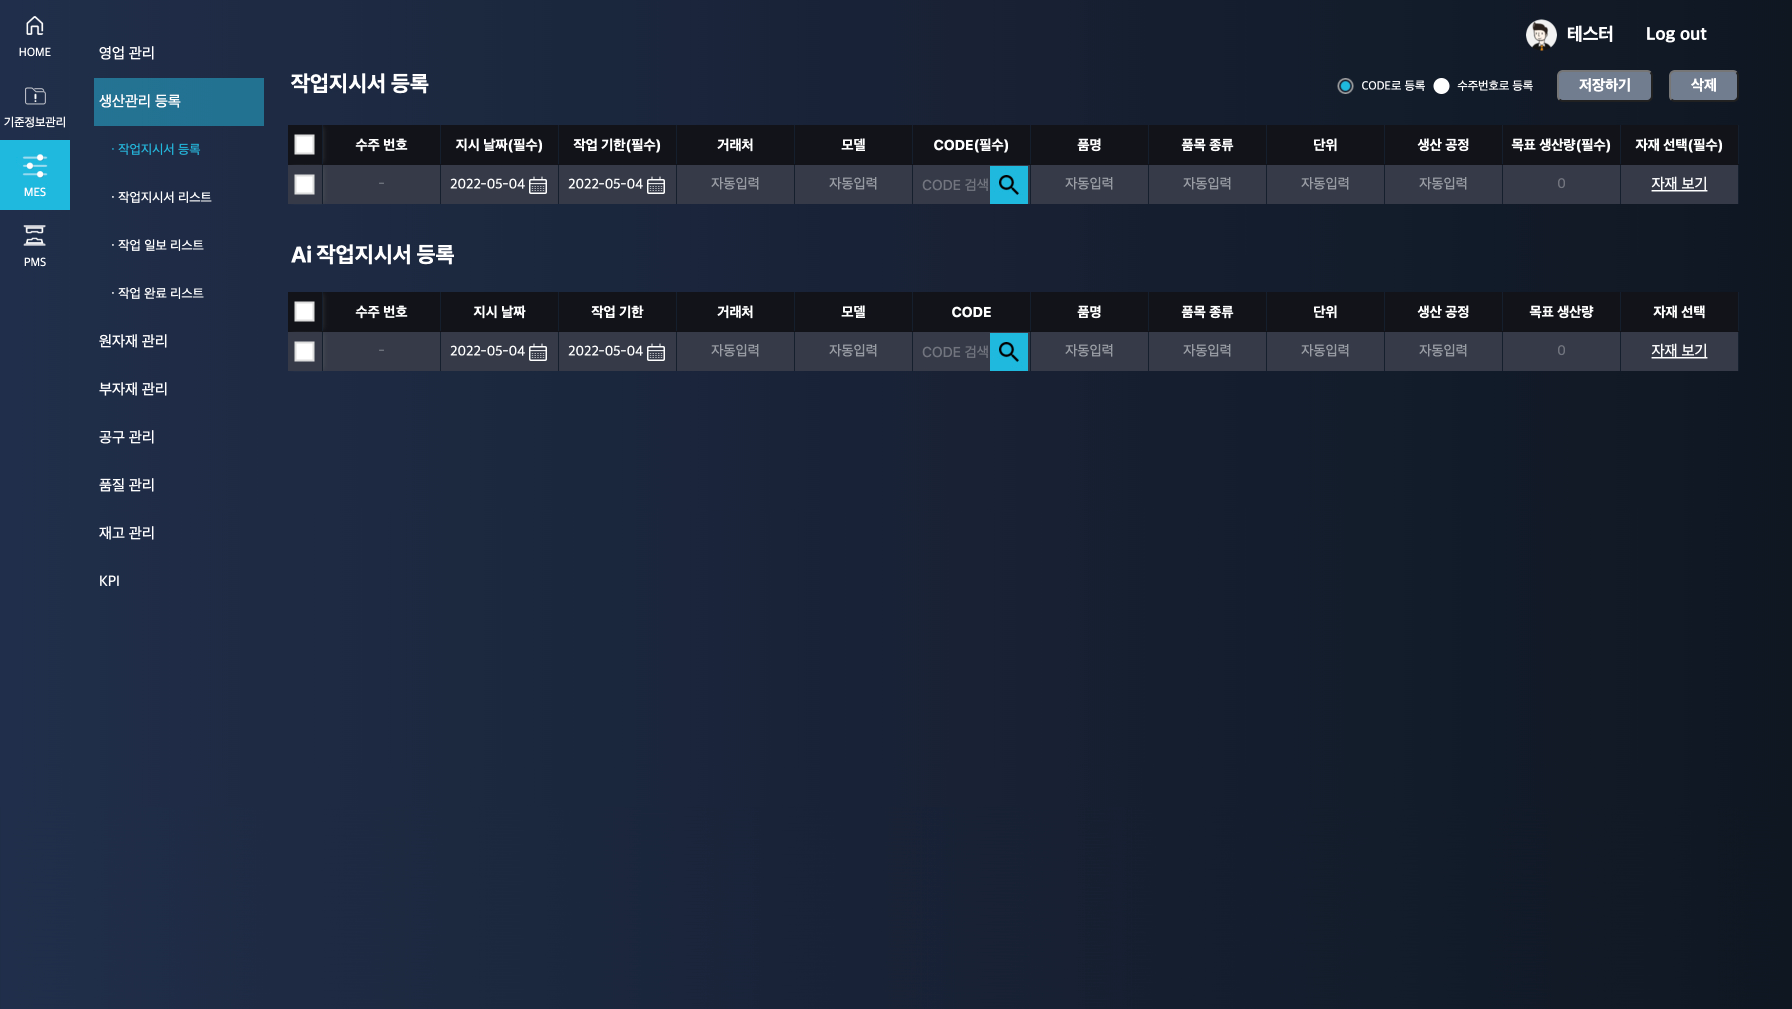 HOME
기준정보관리
MES
PMS
영업 관리
생산관리 등록
· 작업지시서 등록
· 작업지시서 리스트
· 작업 일보 리스트
· 작업 완료 리스트
원자재 관리
부자재 관리
공구 관리
품질 관리
재고 관리
KPI
테스터 Log out
작업지시서 등록
CODE로 등록 수주번호로 등록 저장하기 삭제
수주 번호 지시 날짜(필수) 작업 기한(필수) 거래처 모델 CODE(필수) 품명 품목 종류 단위 생산 공정 목표 생산량(필수) 자재 선택(필수)
- 2022-05-04 2022-05-04 자동입력 자동입력 CODE 검색 자동입력 자동입력 자동입력 자동입력 0 자재 보기
Ai 작업지시서 등록
수주 번호 지시 날짜 작업 기한 거래처 모델 CODE 품명 품목 종류 단위 생산 공정 목표 생산량 자재 선택
- 2022-05-04 2022-05-04 자동입력 자동입력 CODE 검색 자동입력 자동입력 자동입력 자동입력 0 자재 보기